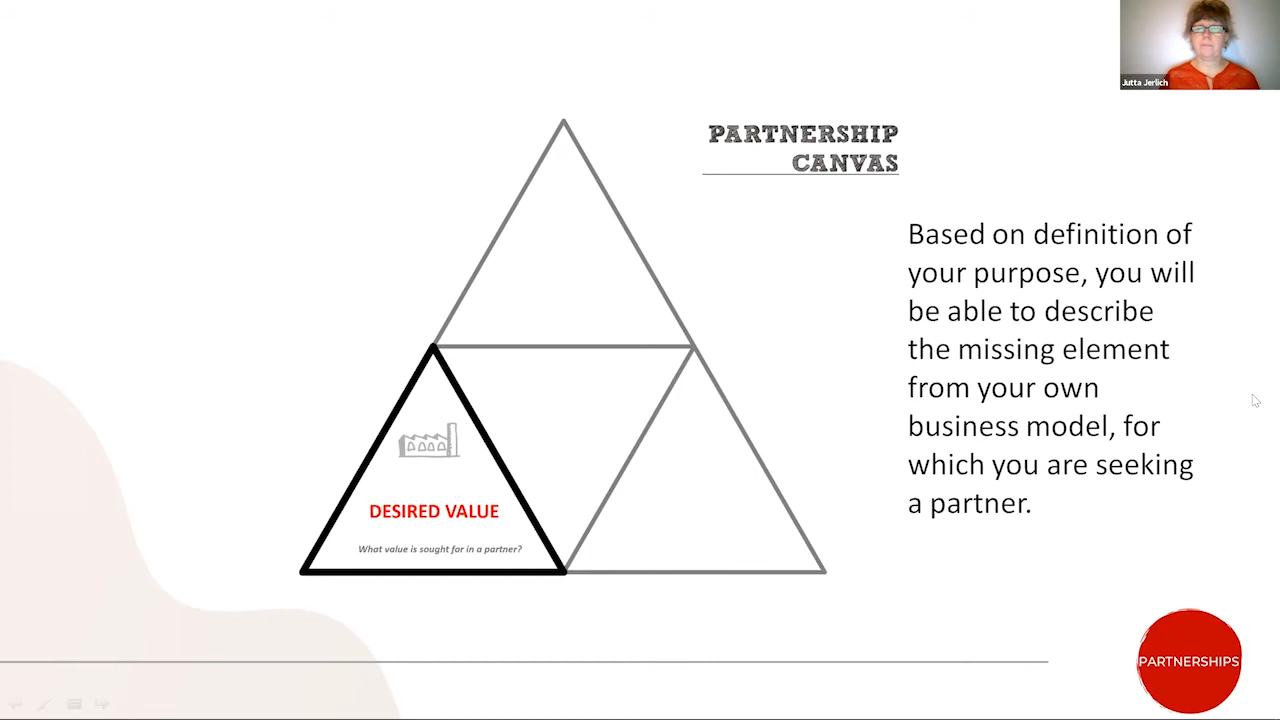 Jutta Jerlich
PARTNERSHIP
CANVAS
Based on definition of
your purpose, you will
be able to describe
the missing element
from your own
business model, for
which you are seeking
a partner.
DESIRED VALUE
What value is sought for in a partner?
PARTNERSHIPS